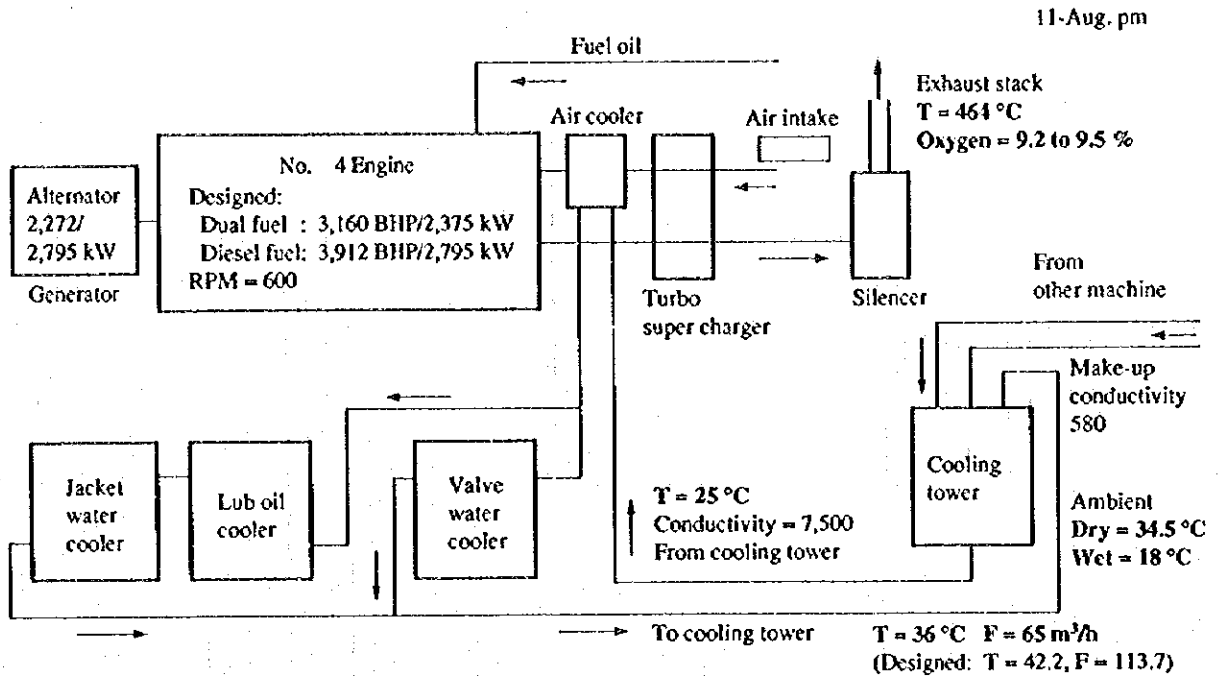 11-Aug. pm
Fuel oil
Exhaust stack
T = 464 °C
Oxygen = 9.2 to 9.5 %
Air cooler
Air intake
No. 4 Engine
Designed:
Dual fuel : 3,160 BHP/2,375 kW
Diesel fuel: 3,912 BHP/2,795 kW
RPM = 600
Alternator
2,272/
2,795 kW
Generator
Turbo
super charger
Silencer
From
other machine
Make-up
conductivity
580
Cooling
tower
Jacket
water
cooler
Lub oil
cooler
Valve
water
cooler
T = 25 °C
Conductivity = 7,500
From cooling tower
Ambient
Dry = 34.5 °C
Wet = 18 °C
To cooling tower
T = 36 °C F = 65 m³/h
(Designed: T = 42.2, F = 113.7)